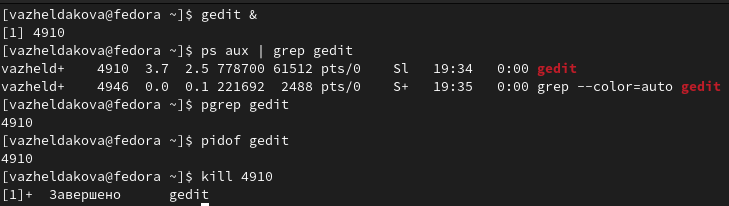 [vazheldakova@fedora ~]$ gedit &
[1] 4910
[vazheldakova@fedora ~]$ ps aux | grep gedit
vazheld+    4910  3.7  2.5 778700 61512 pts/0    Sl   19:34   0:00 gedit
vazheld+    4946  0.0  0.1 221692  2488 pts/0    S+   19:35   0:00 grep --color=auto gedit
[vazheldakova@fedora ~]$ pgrep gedit
4910
[vazheldakova@fedora ~]$ pidof gedit
4910
[vazheldakova@fedora ~]$ kill 4910
[1]+  Завершено      gedit